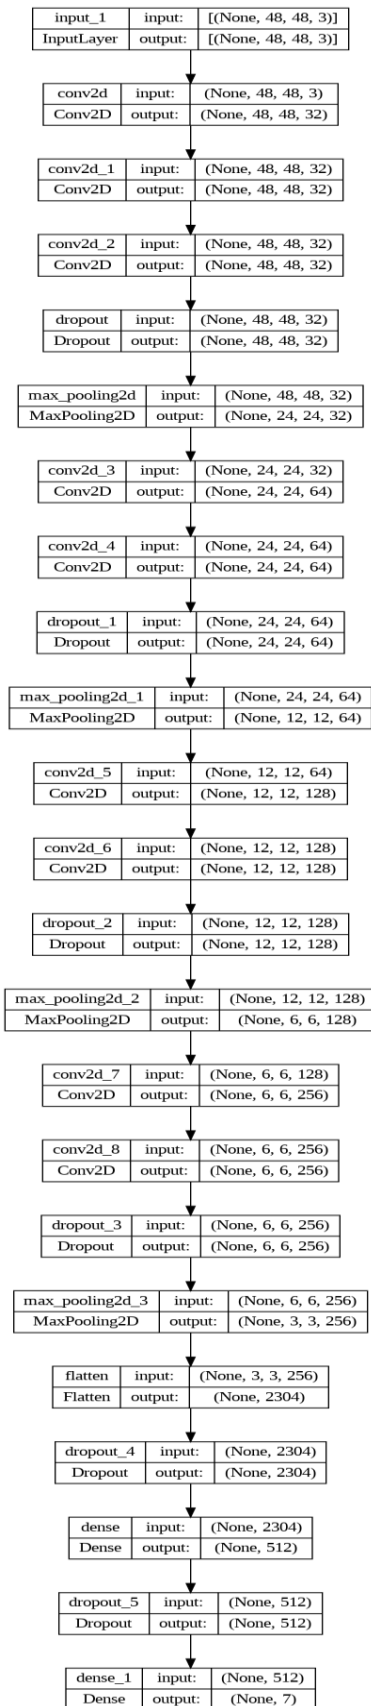 input_1 input: [(None, 48, 48, 3)]
InputLayer output: [(None, 48, 48, 3)]
conv2d input: (None, 48, 48, 3)
Conv2D output: (None, 48, 48, 32)
conv2d_1 input: (None, 48, 48, 32)
Conv2D output: (None, 48, 48, 32)
conv2d_2 input: (None, 48, 48, 32)
Conv2D output: (None, 48, 48, 32)
dropout input: (None, 48, 48, 32)
Dropout output: (None, 48, 48, 32)
max_pooling2d input: (None, 48, 48, 32)
MaxPooling2D output: (None, 24, 24, 32)
conv2d_3 input: (None, 24, 24, 32)
Conv2D output: (None, 24, 24, 64)
conv2d_4 input: (None, 24, 24, 64)
Conv2D output: (None, 24, 24, 64)
dropout_1 input: (None, 24, 24, 64)
Dropout output: (None, 24, 24, 64)
max_pooling2d_1 input: (None, 24, 24, 64)
MaxPooling2D output: (None, 12, 12, 64)
conv2d_5 input: (None, 12, 12, 64)
Conv2D output: (None, 12, 12, 128)
conv2d_6 input: (None, 12, 12, 128)
Conv2D output: (None, 12, 12, 128)
dropout_2 input: (None, 12, 12, 128)
Dropout output: (None, 12, 12, 128)
max_pooling2d_2 input: (None, 12, 12, 128)
MaxPooling2D output: (None, 6, 6, 128)
conv2d_7 input: (None, 6, 6, 128)
Conv2D output: (None, 6, 6, 256)
conv2d_8 input: (None, 6, 6, 256)
Conv2D output: (None, 6, 6, 256)
dropout_3 input: (None, 6, 6, 256)
Dropout output: (None, 6, 6, 256)
max_pooling2d_3 input: (None, 6, 6, 256)
MaxPooling2D output: (None, 3, 3, 256)
flatten input: (None, 3, 3, 256)
Flatten output: (None, 2304)
dropout_4 input: (None, 2304)
Dropout output: (None, 2304)
dense input: (None, 2304)
Dense output: (None, 512)
dropout_5 input: (None, 512)
Dropout output: (None, 512)
dense_1 input: (None, 512)
Dense output: (None, 7)